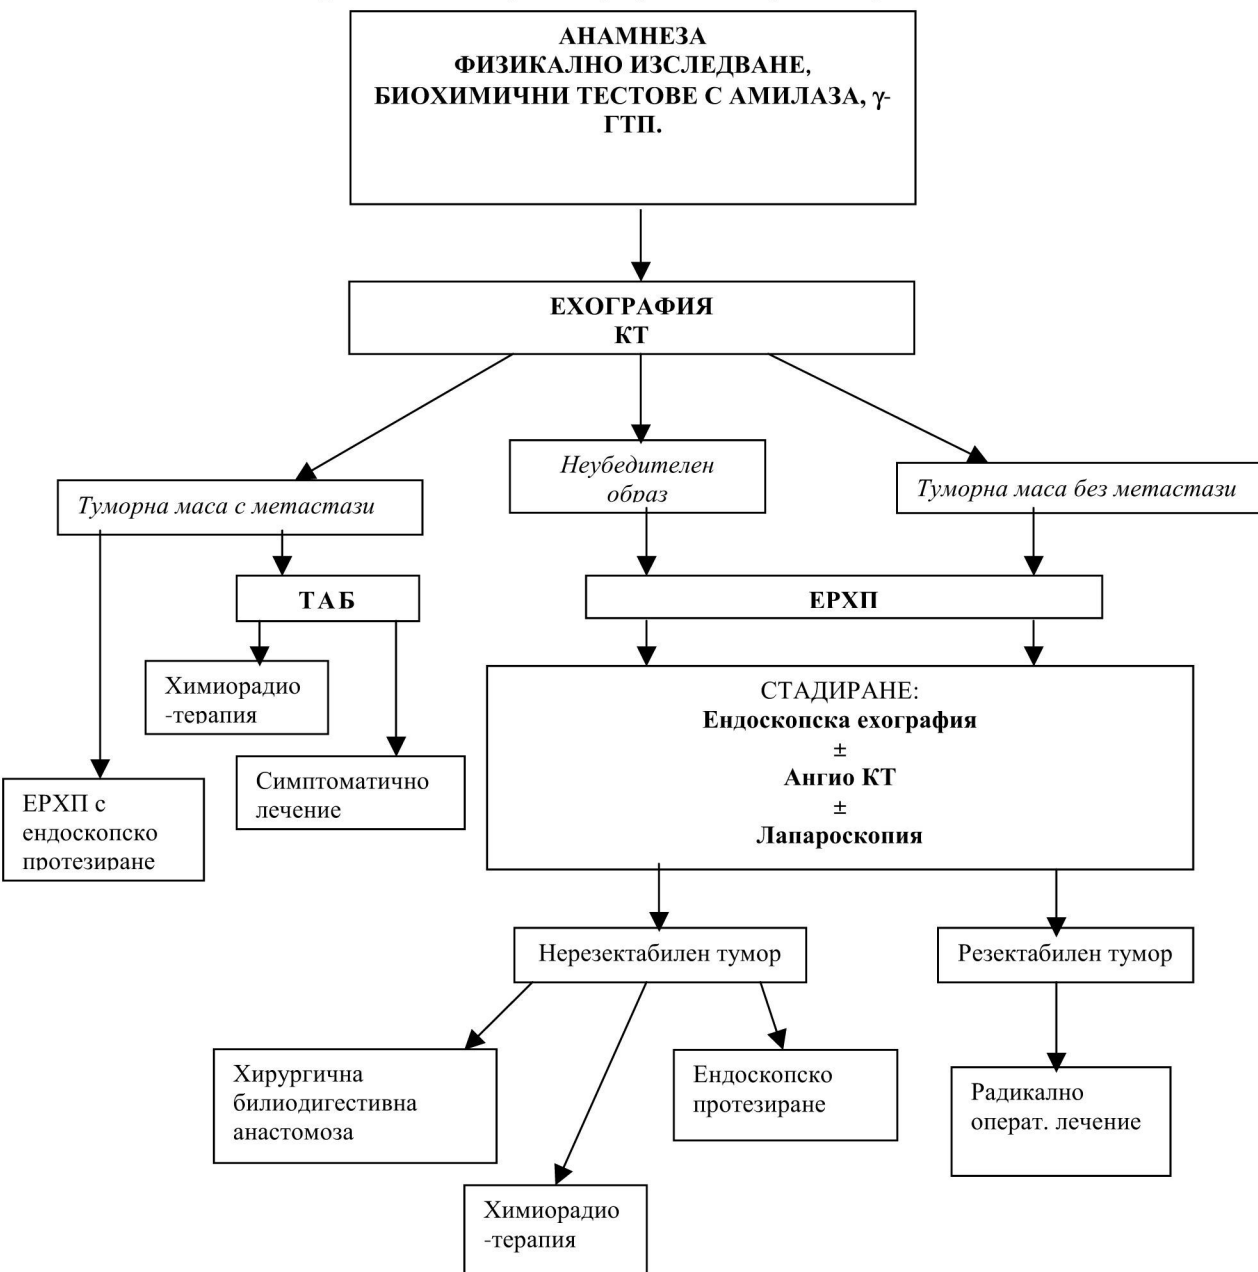 АНАМНЕЗА
ФИЗИКАЛНО ИЗСЛЕДВАНЕ,
БИОХИМИЧНИ ТЕСТОВЕ С АМИЛАЗА, γ-
ГТП.
ЕХОГРАФИЯ
КТ
Туморна маса с метастази
Неубедителен
образ
Туморна маса без метастази
ТАБ
ЕРХП
Химиорадио
-терапия
Симптоматично
лечение
ЕРХП с
ендоскопско
протезиране
СТАДИРАНЕ:
Ендоскопска ехография
±
Ангио КТ
±
Лапароскопия
Нерезектабилен тумор
Резектабилен тумор
Хирургична
билиодигестивна
анастомоза
Химиорадио
-терапия
Ендоскопско
протезиране
Радикално
операт. лечение